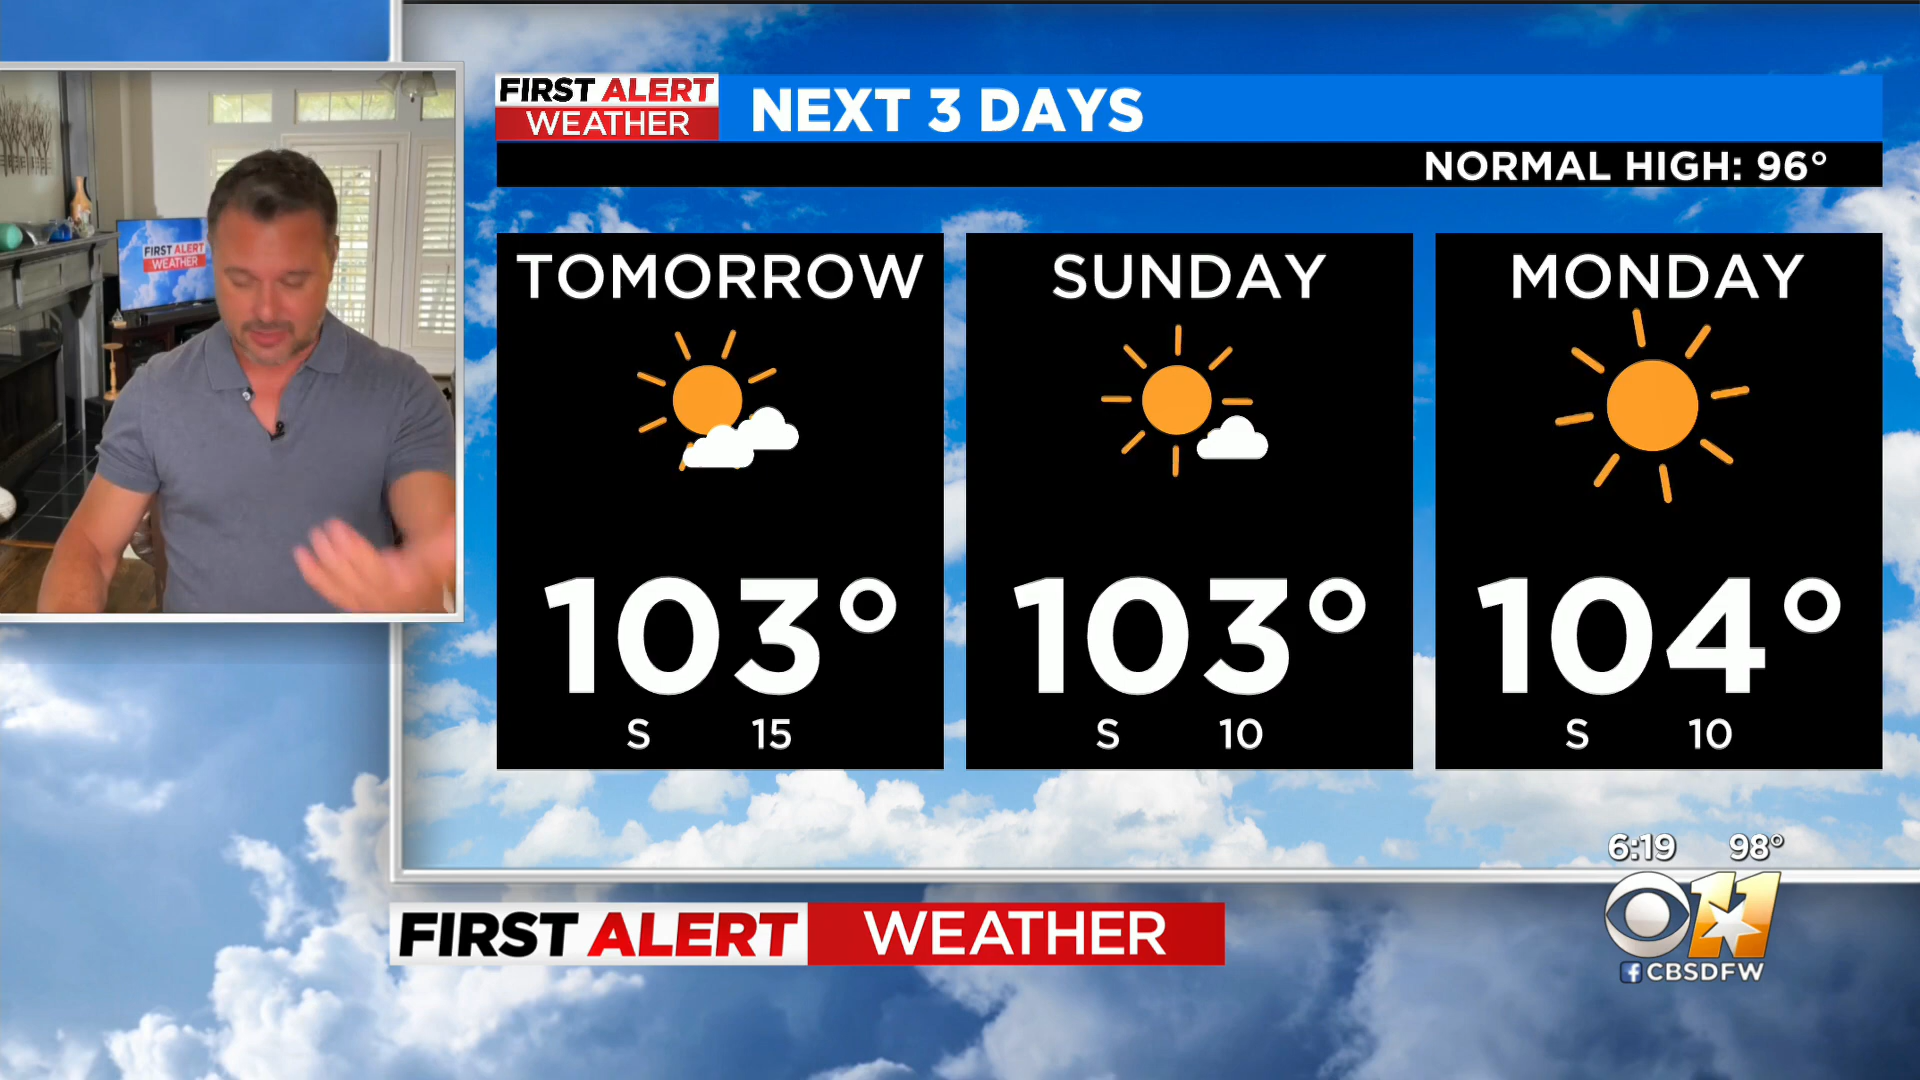 FIRST ALERT
WEATHER
NEXT 3 DAYS
NORMAL HIGH: 96°
FIRST ALERT
WEATHER
TOMORROW
103°
S 15
SUNDAY
103°
S 10
MONDAY
104°
S 10
6:19 98°
11
CBSDFW
FIRST ALERT WEATHER